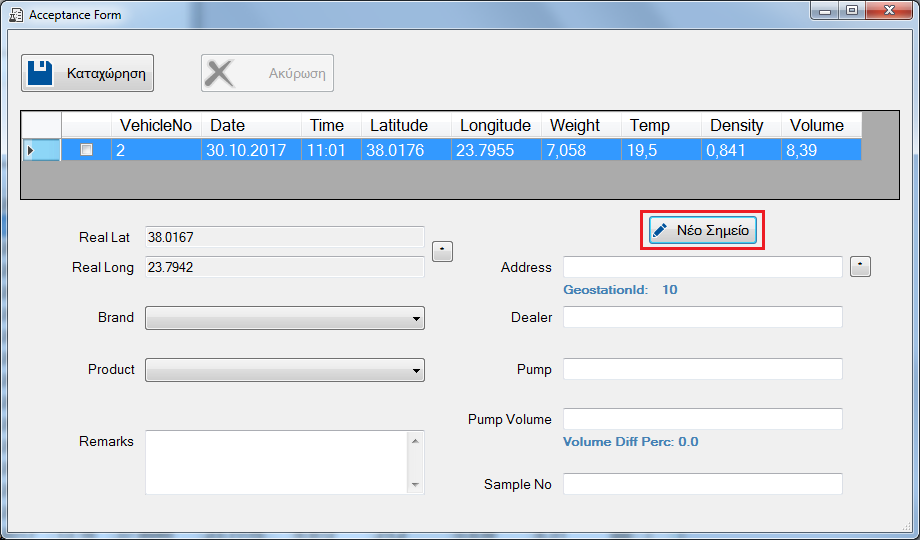 Acceptance Form
Καταχώρηση Ακύρωση
VehicleNo Date Time Latitude Longitude Weight Temp Density Volume
2 30.10.2017 11:01 38.0176 23.7955 7,058 19,5 0,841 8,39
Νέο Σημείο
Real Lat 38.0167
Real Long 23.7942
Address
GeostationId: 10
Brand
Dealer
Product
Pump
Pump Volume
Volume Diff Perc: 0.0
Remarks
Sample No